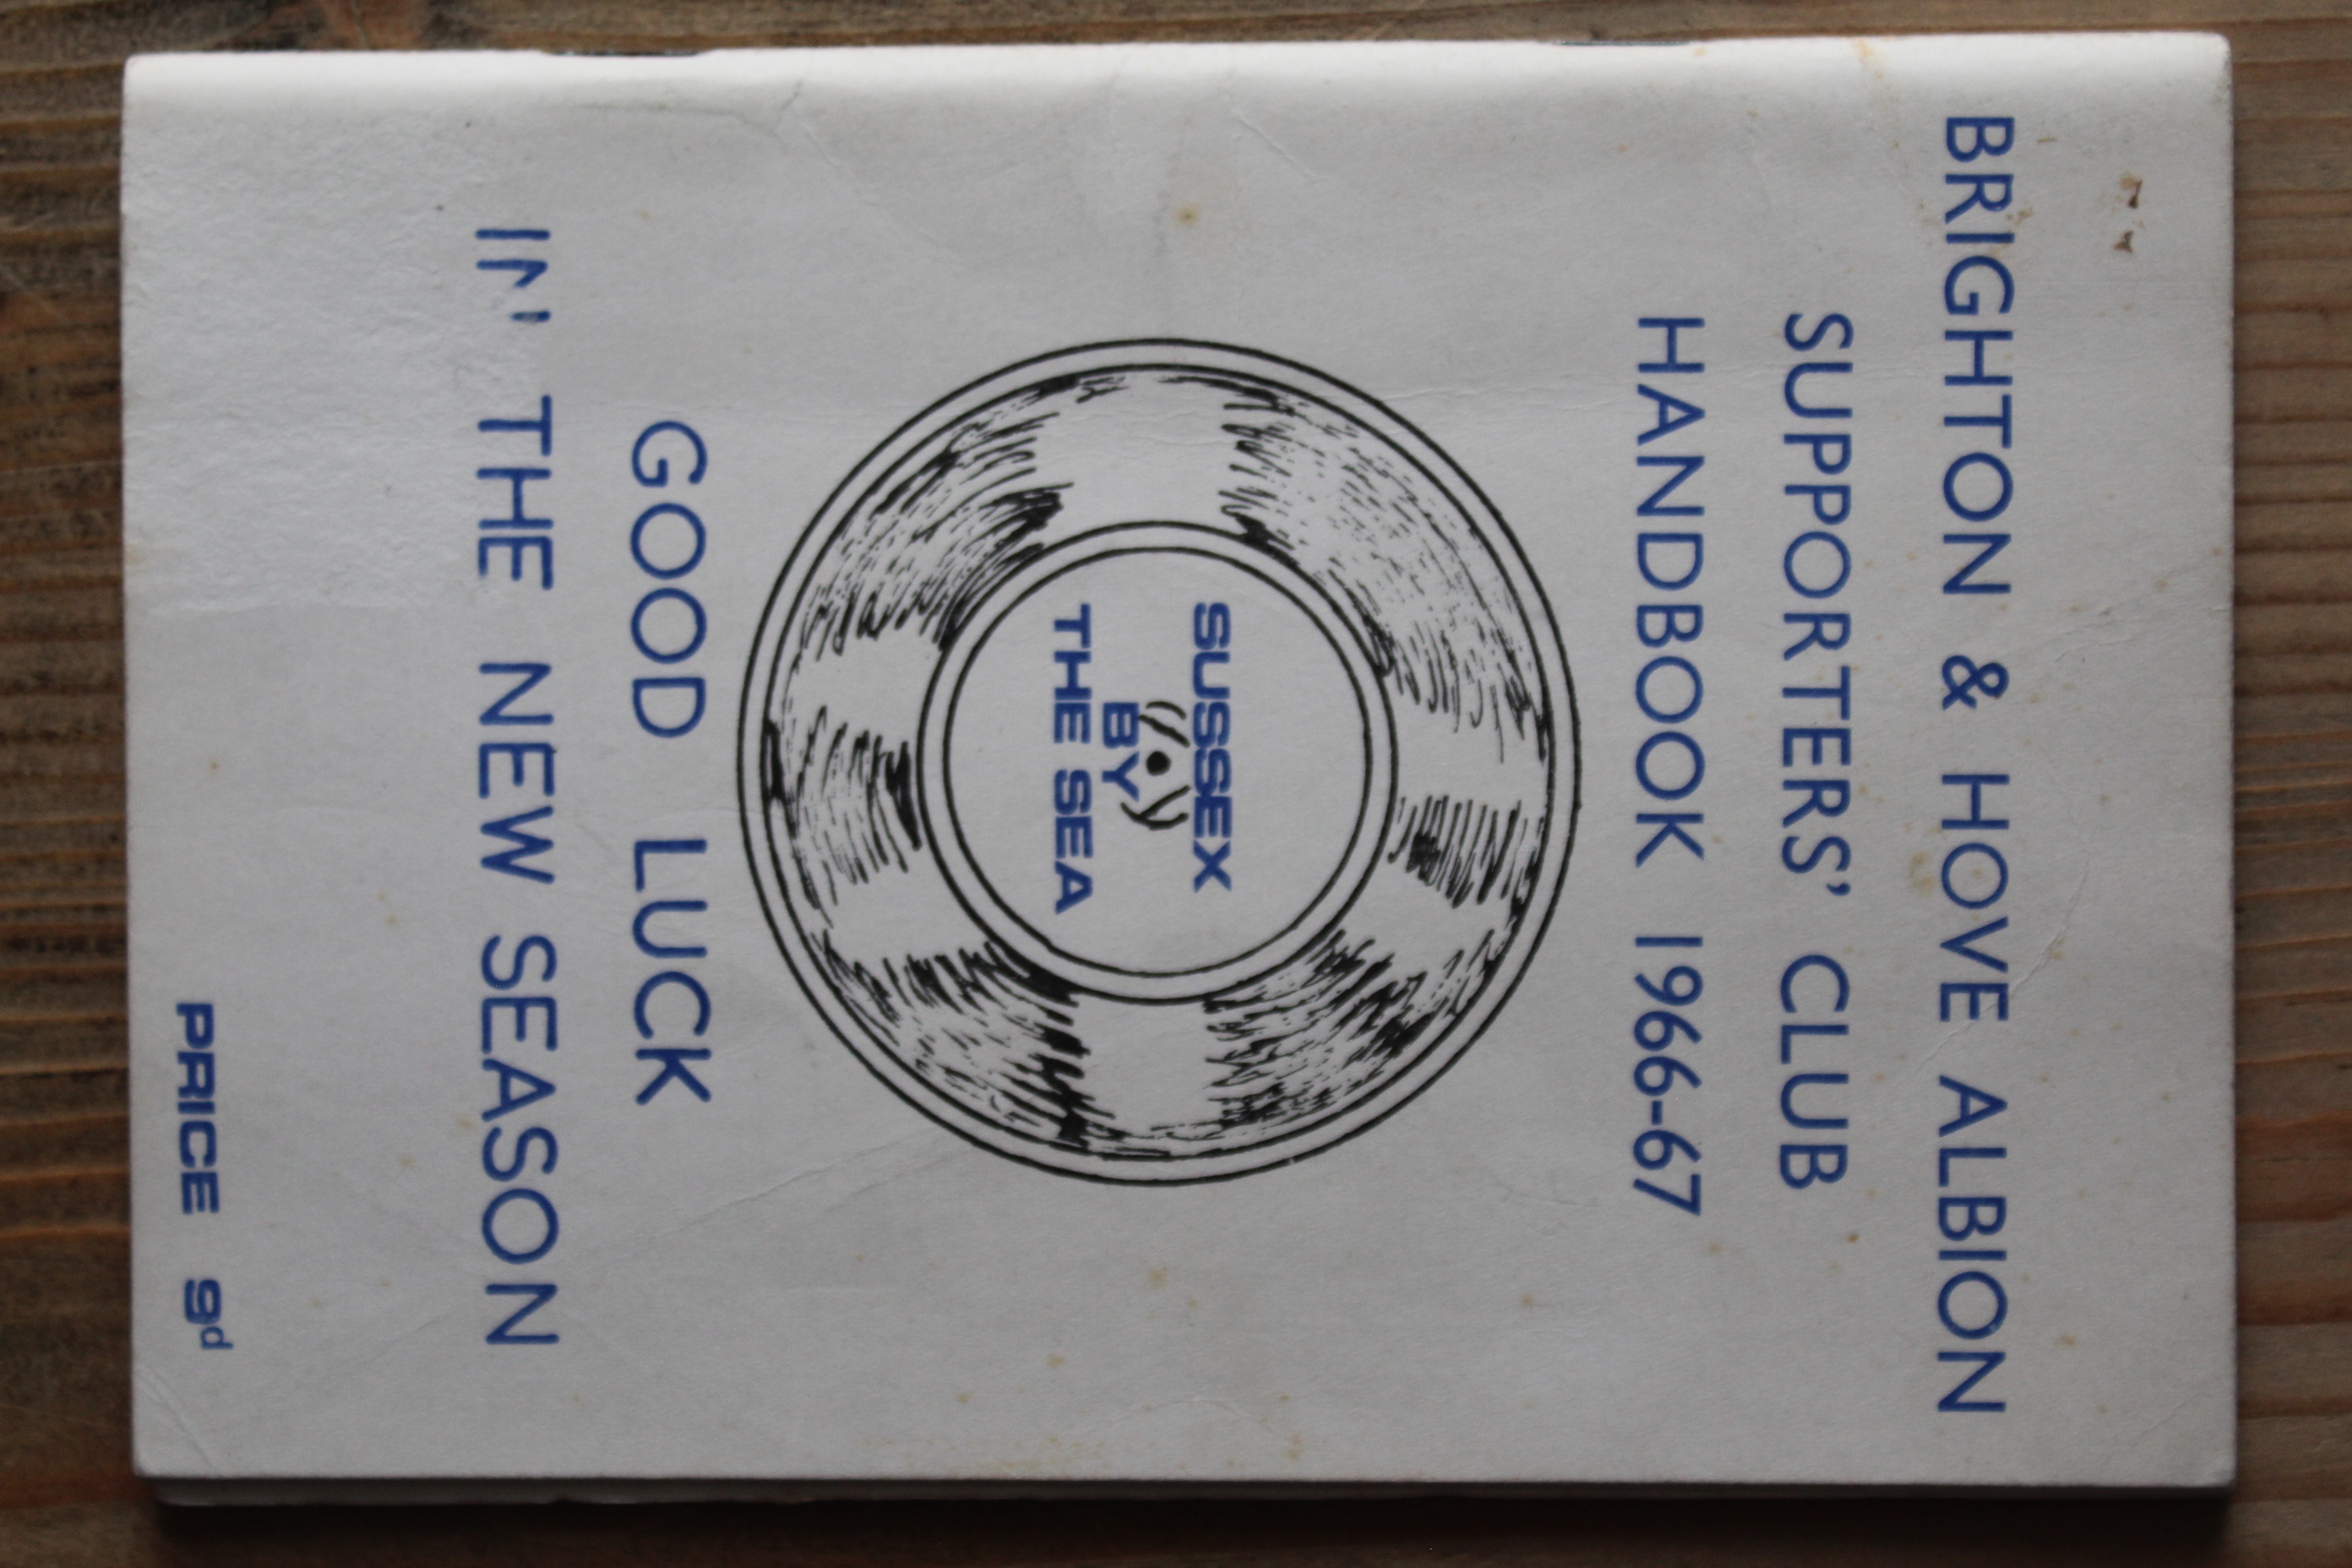 BRIGHTON & HOVE ALBION
SUPPORTERS' CLUB
HANDBOOK 1966-67
SUSSEX
BY
THE SEA
GOOD LUCK
IN THE NEW SEASON
PRICE 9d